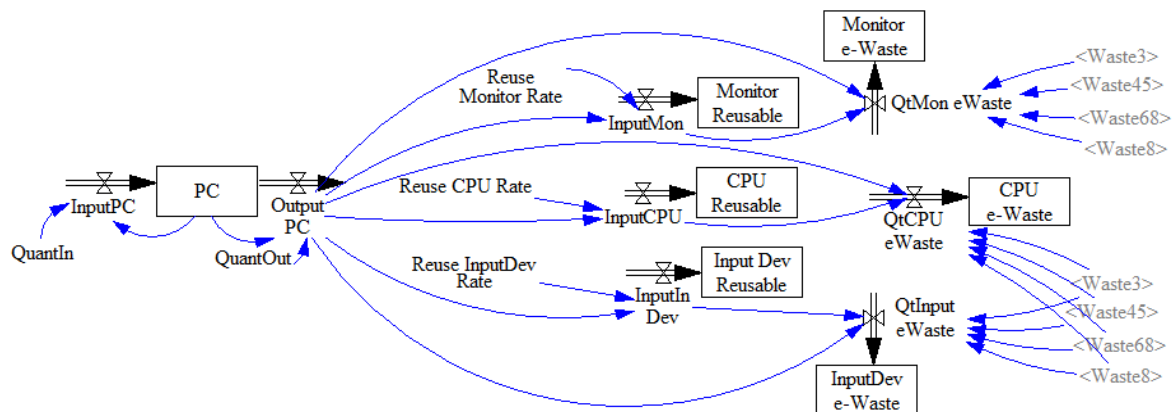 Monitor
e-Waste
<Waste3>
Reuse
Monitor Rate
Monitor
Reusable
<Waste45>
QtMon eWaste
InputMon
<Waste68>
<Waste8>
PC
InputPC
Output
PC
QuantIn
QuantOut
Reuse CPU Rate
CPU
Reusable
InputCPU
CPU
e-Waste
QtCPU
eWaste
Reuse InputDev
Rate
Input Dev
Reusable
InputIn
Dev
QtInput
eWaste
<Waste3>
<Waste45>
<Waste68>
<Waste8>
InputDev
e-Waste